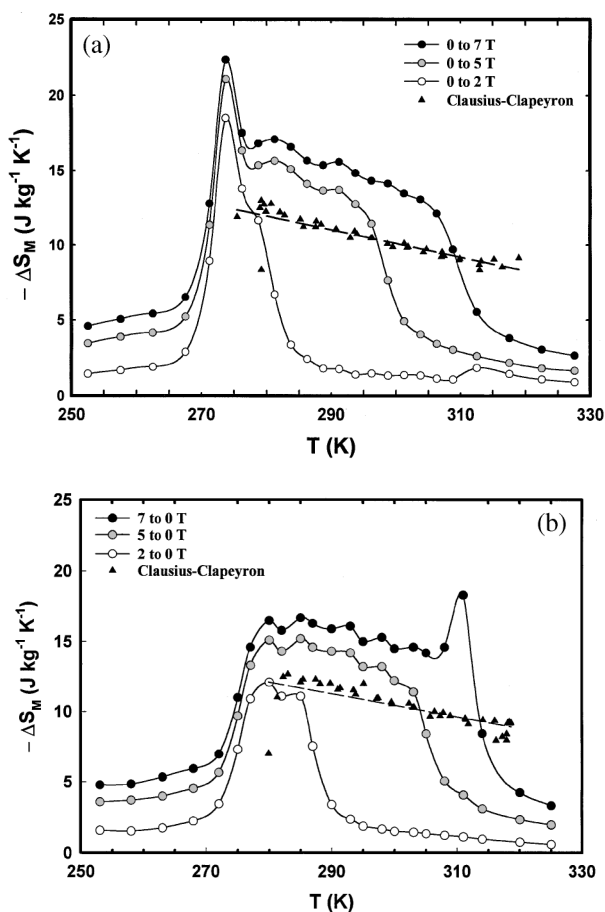 (a)
0 to 7 T
0 to 5 T
0 to 2 T
Clausius-Clapeyron
25
20
15
10
5
0
- ΔS_M (J kg⁻¹ K⁻¹)
250 270 290 310 330
T (K)
(b)
7 to 0 T
5 to 0 T
2 to 0 T
Clausius-Clapeyron
25
20
15
10
5
0
- ΔS_M (J kg⁻¹ K⁻¹)
250 270 290 310 330
T (K)